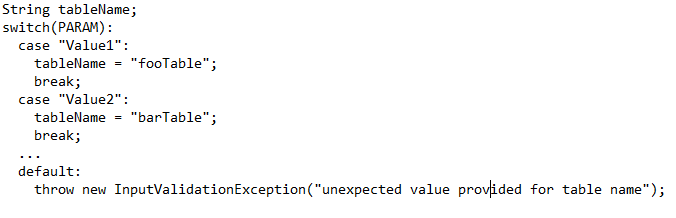 String tableName;
switch(PARAM):
  case "Value1":
    tableName = "fooTable";
    break;
  case "Value2":
    tableName = "barTable";
    break;
  ...
  default:
    throw new InputValidationException("unexpected value provided for table name");